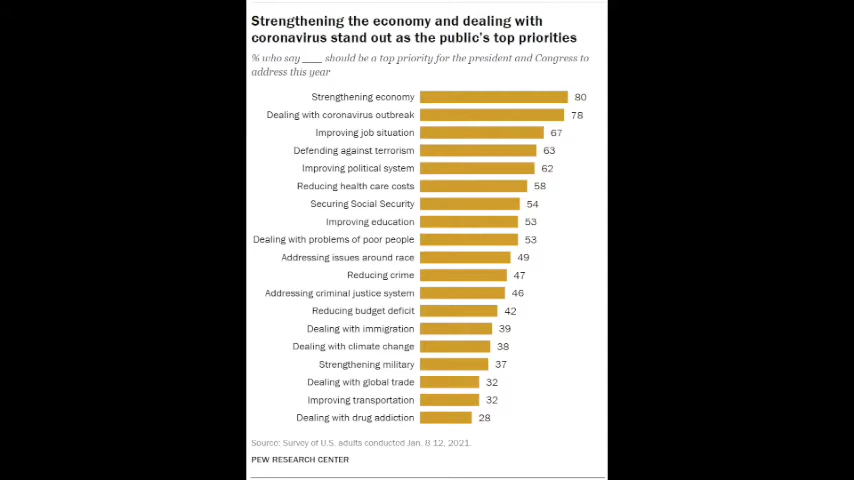 Strengthening the economy and dealing with
coronavirus stand out as the public's top priorities
% who say ___ should be a top priority for the president and Congress to
address this year
Strengthening economy 80
Dealing with coronavirus outbreak 78
Improving job situation 67
Defending against terrorism 63
Improving political system 62
Reducing health care costs 58
Securing Social Security 54
Improving education 53
Dealing with problems of poor people 53
Addressing issues around race 49
Reducing crime 47
Addressing criminal justice system 46
Reducing budget deficit 42
Dealing with immigration 39
Dealing with climate change 38
Strengthening military 37
Dealing with global trade 32
Improving transportation 32
Dealing with drug addiction 28
Source: Survey of U.S. adults conducted Jan. 8 12, 2021.
PEW RESEARCH CENTER